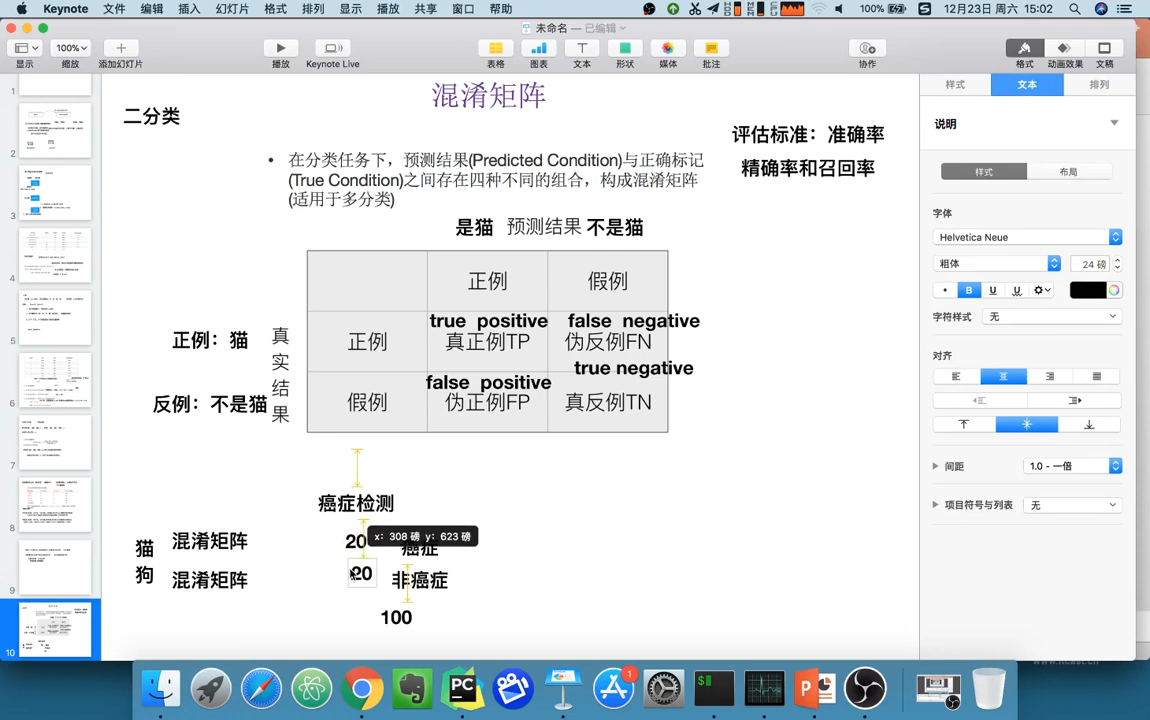 Keynote 文件 编辑 插入 幻灯片 格式 排列 显示 播放 共享 窗口 帮助 100% 12月23日 周六 15:02
未命名 — 已编辑
100%
显示 缩放 添加幻灯片 播放 Keynote Live 表格 图表 文本 形状 媒体 批注 协作 格式 动画效果 文稿
1
2
3
4
5
6
7
8
9
10
混淆矩阵
二分类
评估标准：准确率
精确率和召回率
• 在分类任务下，预测结果(Predicted Condition)与正确标记
(True Condition)之间存在四种不同的组合，构成混淆矩阵
(适用于多分类)
是猫 预测结果 不是猫
正例 假例
true positive false negative
正例：猫
真实结果
正例 真正例TP 伪反例FN
true negative
false positive
反例：不是猫
假例 伪正例FP 真反例TN
癌症检测
猫 混淆矩阵
20 癌症
x: 308 磅 y: 623 磅
狗 混淆矩阵
20 非癌症
100
样式 文本 排列
说明
样式 布局
字体
Helvetica Neue
粗体 24 磅
B U U
字符样式 无
对齐
间距 1.0 - 一倍
项目符号与列表 无
PC
1
$
P